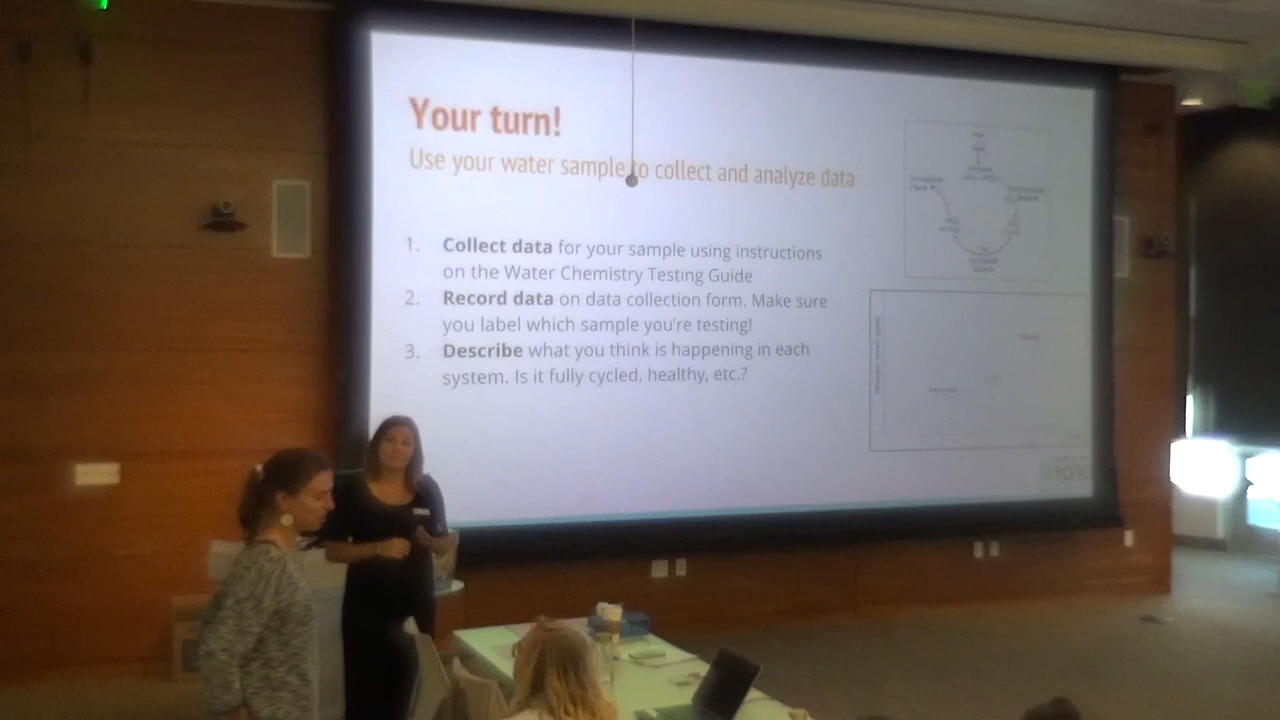 Your turn!
Use your water sample to collect and analyze data
1. Collect data for your sample using instructions
on the Water Chemistry Testing Guide
2. Record data on data collection form. Make sure
you label which sample you're testing!
3. Describe what you think is happening in each
system. Is it fully cycled, healthy, etc.?